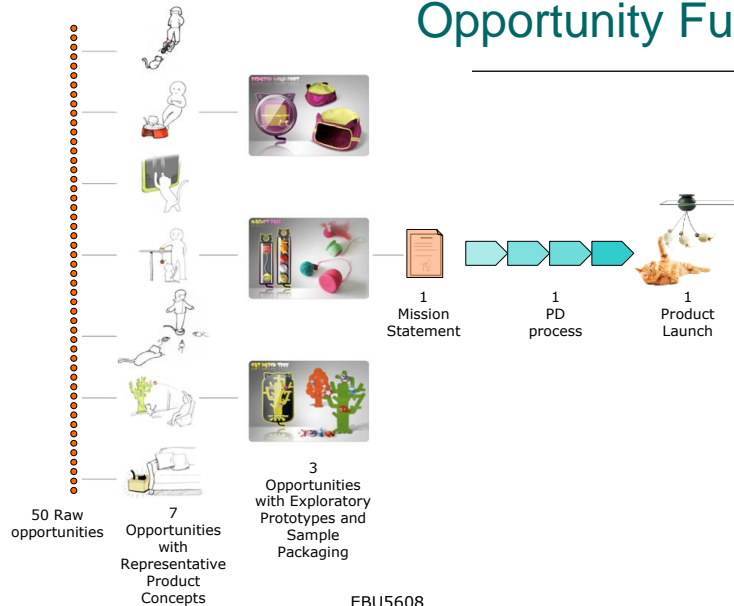 Opportunity Fu
1
Mission
Statement
1
PD
process
1
Product
Launch
50 Raw
opportunities
7
Opportunities
with
Representative
Product
Concepts
3
Opportunities
with Exploratory
Prototypes and
Sample
Packaging
EBU5608